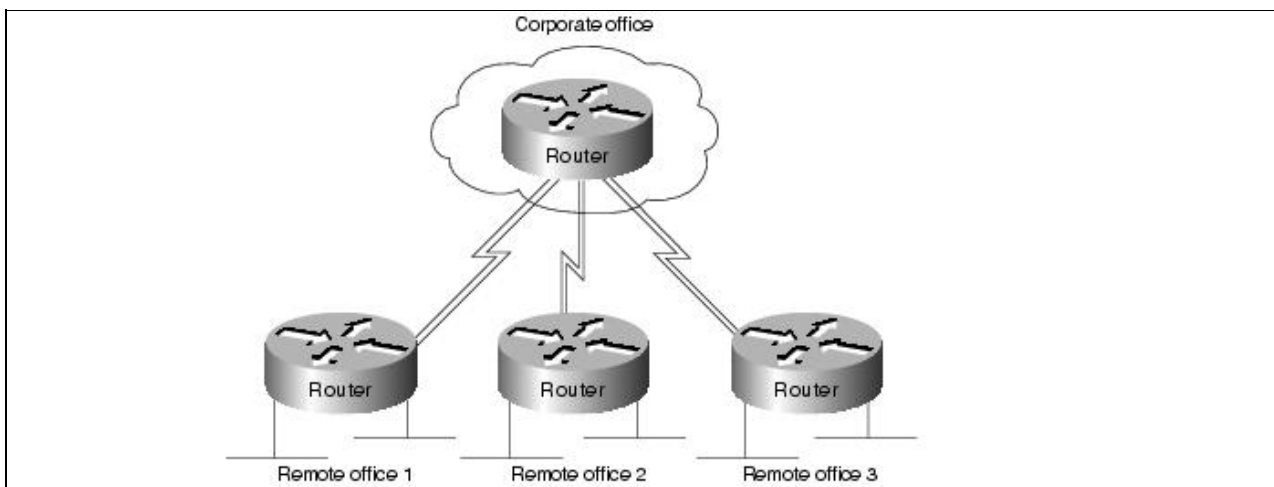 Corporate office
Router
Router
Router
Router
Remote office 1
Remote office 2
Remote office 3